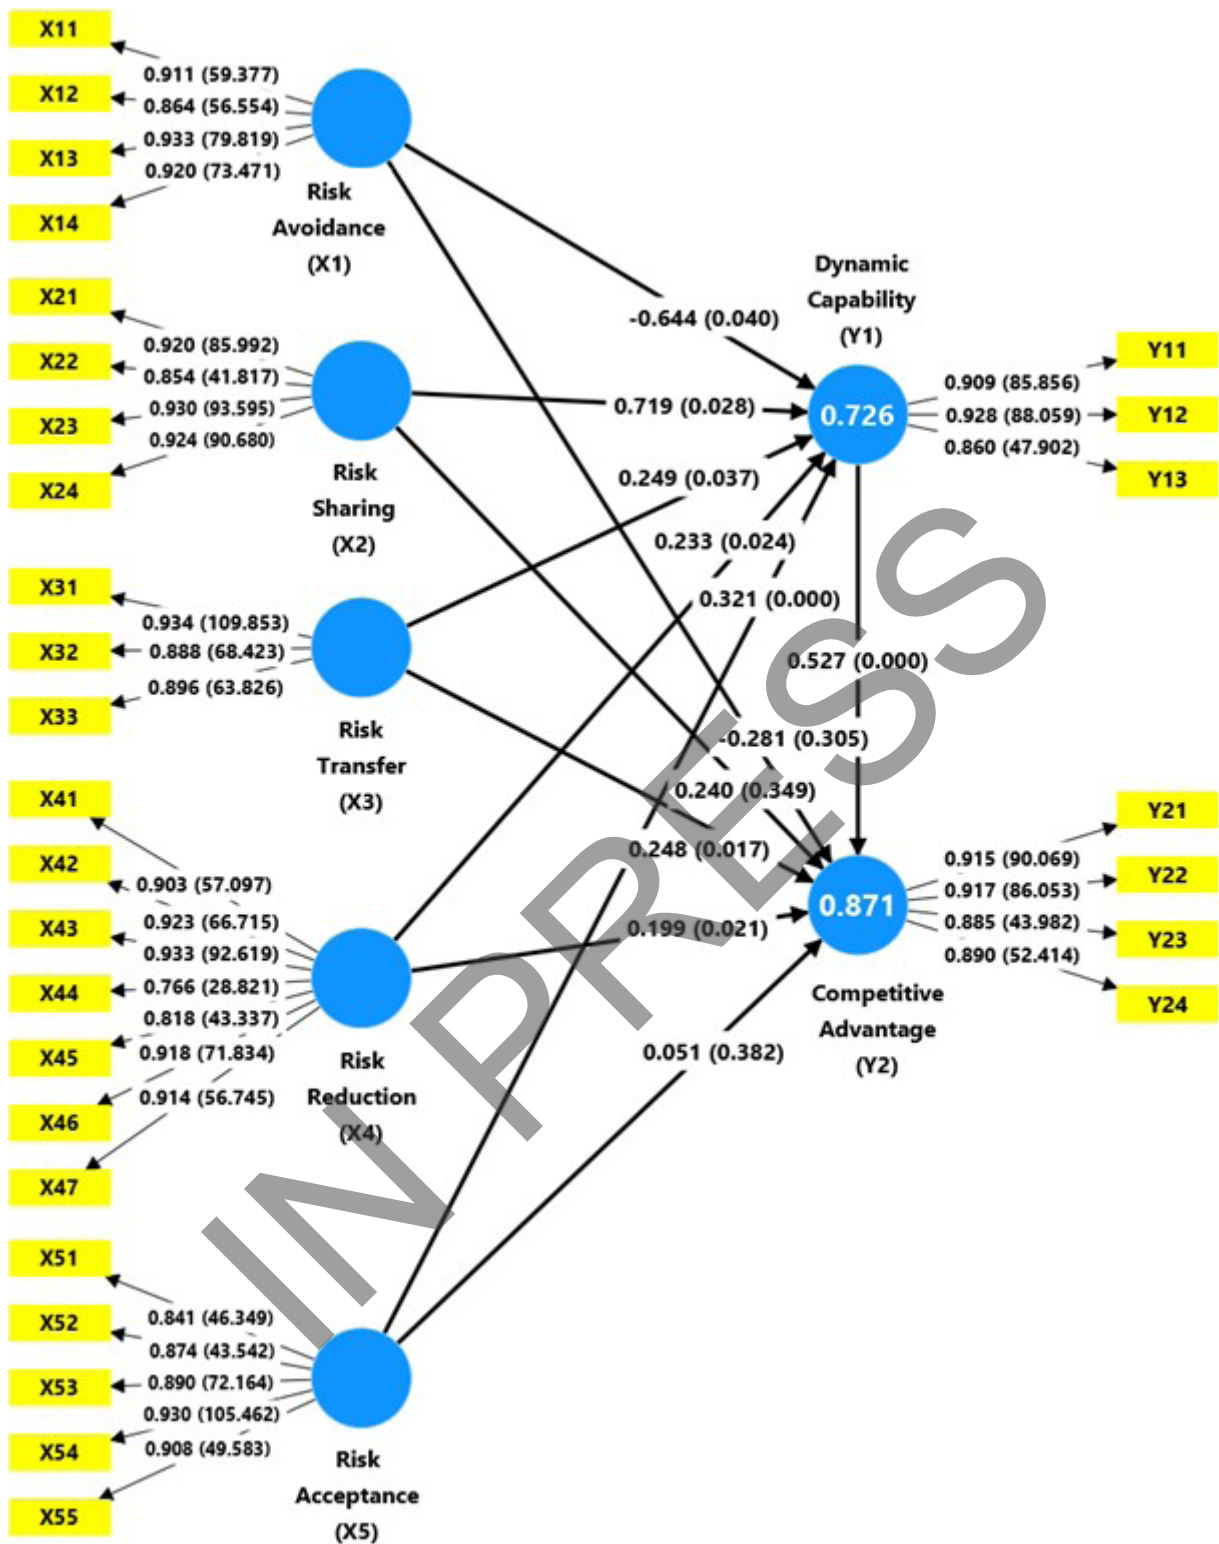 X11
0.911 (59.377)
X12
0.864 (56.554)
X13
0.933 (79.819)
0.920 (73.471)
X14
Risk
Avoidance
(X1)
X21
0.920 (85.992)
X22
0.854 (41.817)
0.930 (93.595)
X23
0.924 (90.680)
X24
Risk
Sharing
(X2)
X31
0.934 (109.853)
X32
0.888 (68.423)
0.896 (63.826)
X33
Risk
Transfer
(X3)
X41
X42
0.903 (57.097)
0.923 (66.715)
X43
0.933 (92.619)
0.766 (28.821)
X44
0.818 (43.337)
X45
0.918 (71.834)
0.914 (56.745)
X46
X47
Risk
Reduction
(X4)
X51
0.841 (46.349)
X52
0.874 (43.542)
0.890 (72.164)
X53
0.930 (105.462)
0.908 (49.583)
X54
X55
Risk
Acceptance
(X5)
-0.644 (0.040)
0.719 (0.028)
0.249 (0.037)
0.233 (0.024)
0.321 (0.000)
0.527 (0.000)
-0.281 (0.305)
0.240 (0.349)
0.248 (0.017)
0.199 (0.021)
0.051 (0.382)
Dynamic
Capability
(Y1)
0.726
0.909 (85.856)
0.928 (88.059)
0.860 (47.902)
Y11
Y12
Y13
0.871
Competitive
Advantage
(Y2)
0.915 (90.069)
0.917 (86.053)
0.885 (43.982)
0.890 (52.414)
Y21
Y22
Y23
Y24
IN PRESS